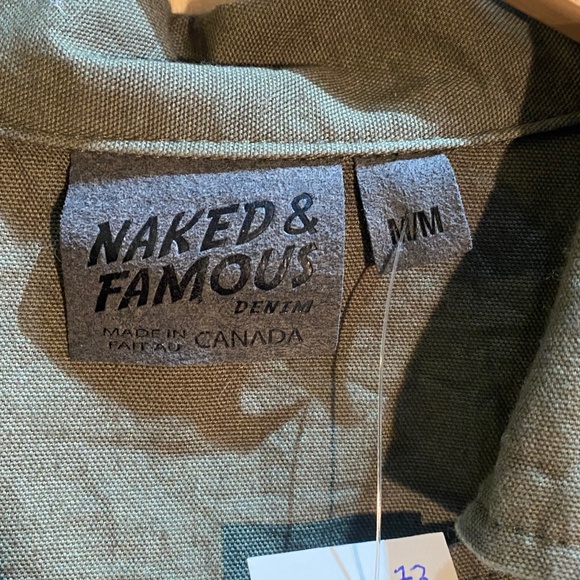 NAKED &
FAMOUS
DENIM
MADE IN
FAIT AU CANADA
M/M